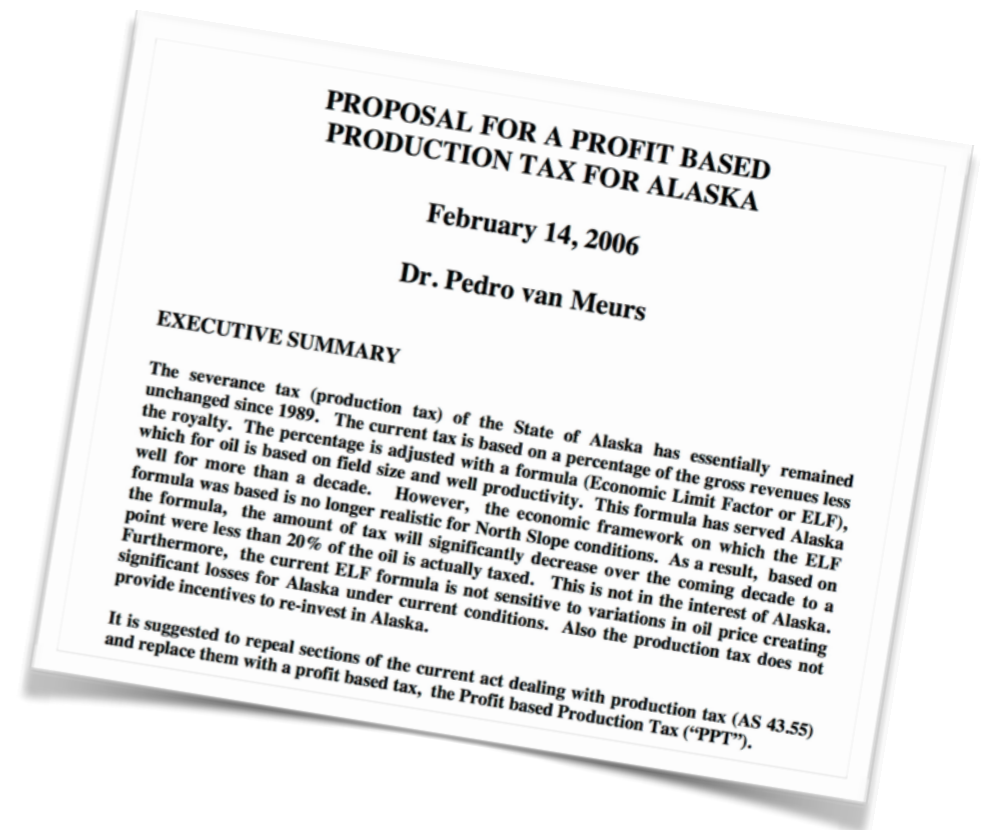 PROPOSAL FOR A PROFIT BASED
PRODUCTION TAX FOR ALASKA
February 14, 2006
Dr. Pedro van Meurs
EXECUTIVE SUMMARY
The severance tax (production tax) of the State of Alaska has essentially remained
unchanged since 1989. The current tax is based on a percentage of the gross revenues less
the royalty. The percentage is adjusted with a formula (Economic Limit Factor or ELF),
which for oil is based on field size and well productivity. This formula has served Alaska
well for more than a decade. However, the economic framework on which the ELF
formula was based is no longer realistic for North Slope conditions. As a result, based on
the formula, the amount of tax will significantly decrease over the coming decade to a
point were less than 20% of the oil is actually taxed. This is not in the interest of Alaska.
Furthermore, the current ELF formula is not sensitive to variations in oil price creating
significant losses for Alaska under current conditions. Also the production tax does not
provide incentives to re-invest in Alaska.
It is suggested to repeal sections of the current act dealing with production tax (AS 43.55)
and replace them with a profit based tax, the Profit based Production Tax (“PPT”).